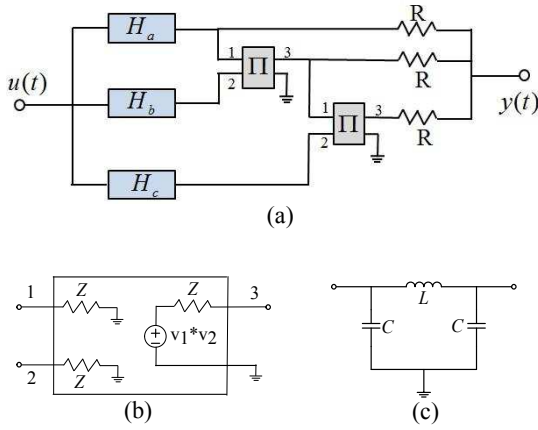 H_a
R
1
Π
3
R
2
u(t)
H_b
1
Π
3
R
2
y(t)
H_c
(a)
1
Z
Z
3
v₁*v₂
2
Z
(b)
L
C
C
(c)